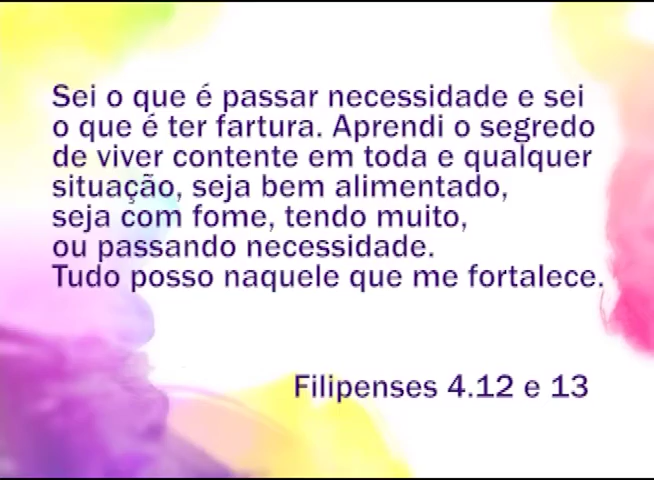 Sei o que é passar necessidade e sei
o que é ter fartura. Aprendi o segredo
de viver contente em toda e qualquer
situação, seja bem alimentado,
seja com fome, tendo muito,
ou passando necessidade.
Tudo posso naquele que me fortalece.
Filipenses 4.12 e 13